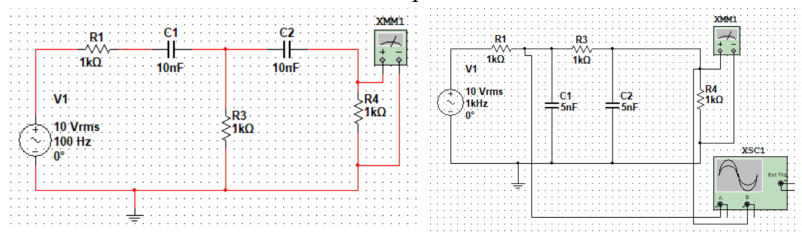 XMM1
R1
1kΩ
C1
10nF
C2
10nF
V1
10 Vrms
100 Hz
0°
R3
1kΩ
R4
1kΩ
XMM1
R1
1kΩ
R3
1kΩ
V1
10 Vrms
1kHz
0°
C1
5nF
C2
5nF
R4
1kΩ
XSC1
Ext Trig
A
B